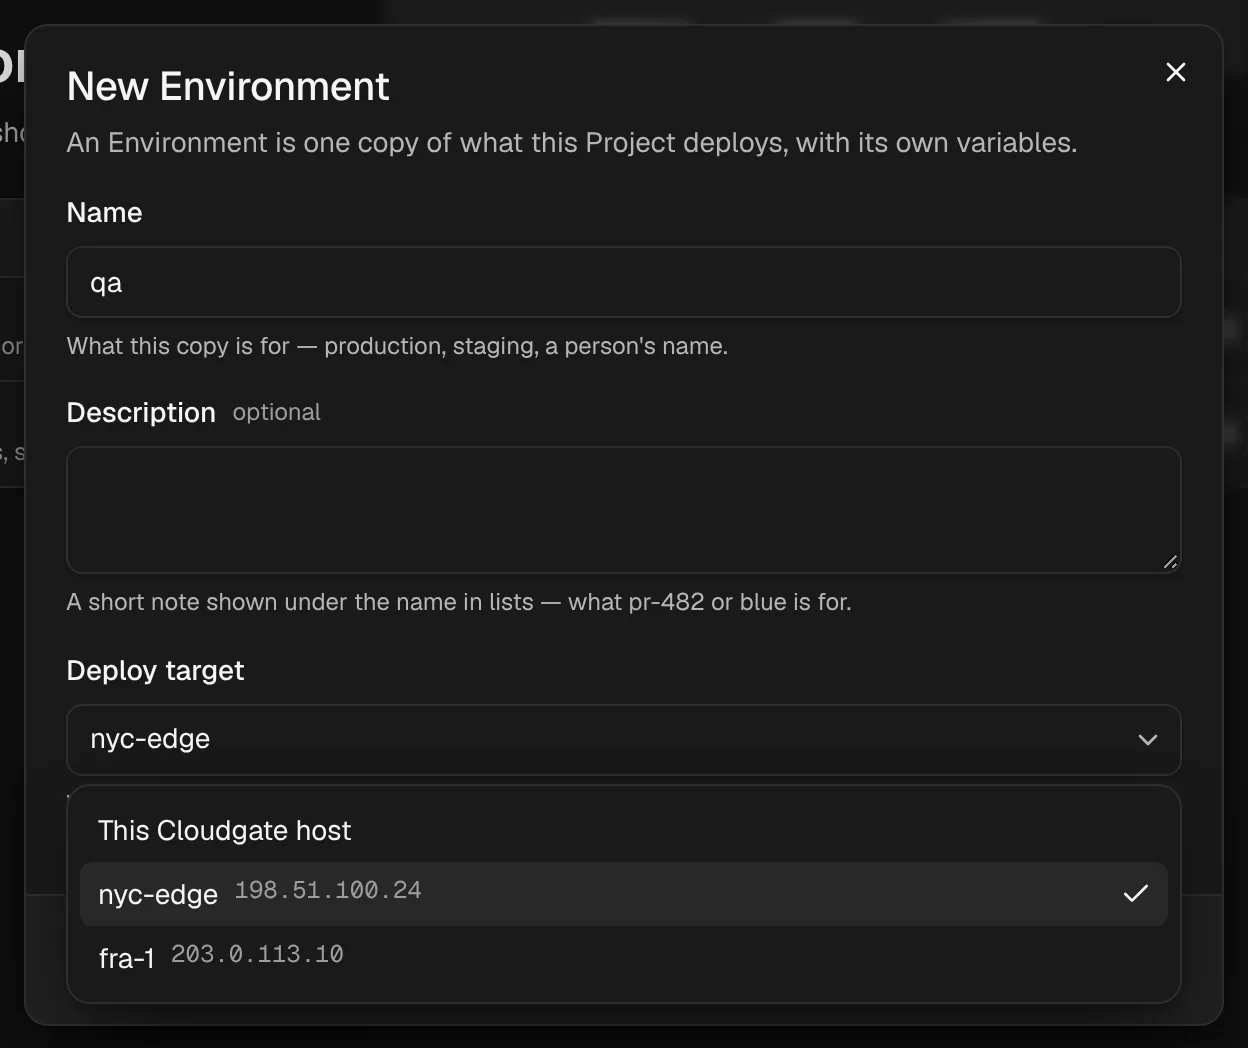 New Environment
An Environment is one copy of what this Project deploys, with its own variables.
Name
qa
What this copy is for — production, staging, a person's name.
Description optional
A short note shown under the name in lists — what pr-482 or blue is for.
Deploy target
nyc-edge
This Cloudgate host
nyc-edge 198.51.100.24
fra-1 203.0.113.10